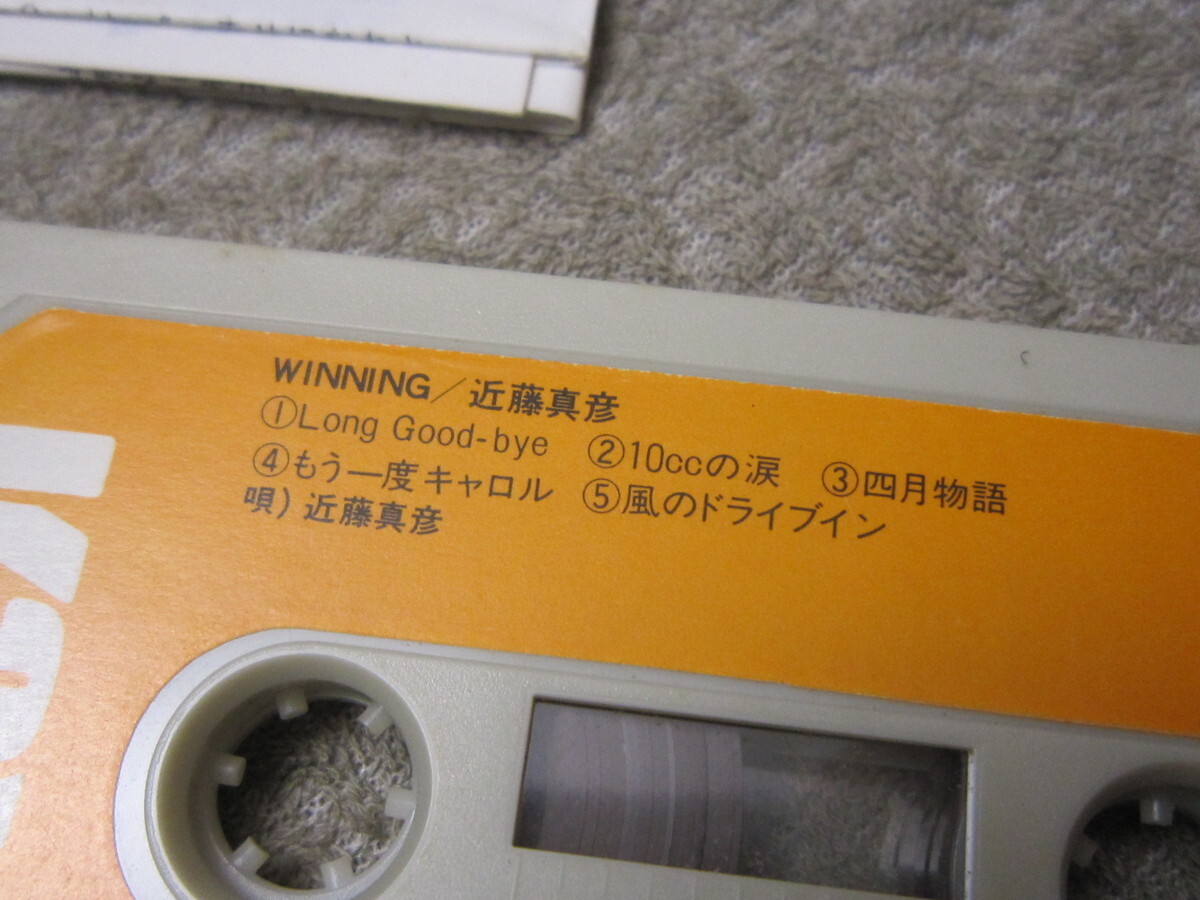 WINNING／近藤真彦
①Long Good-bye ②10ccの涙 ③四月物語
④もう一度キャロル ⑤風のドライブイン
唄) 近藤真彦